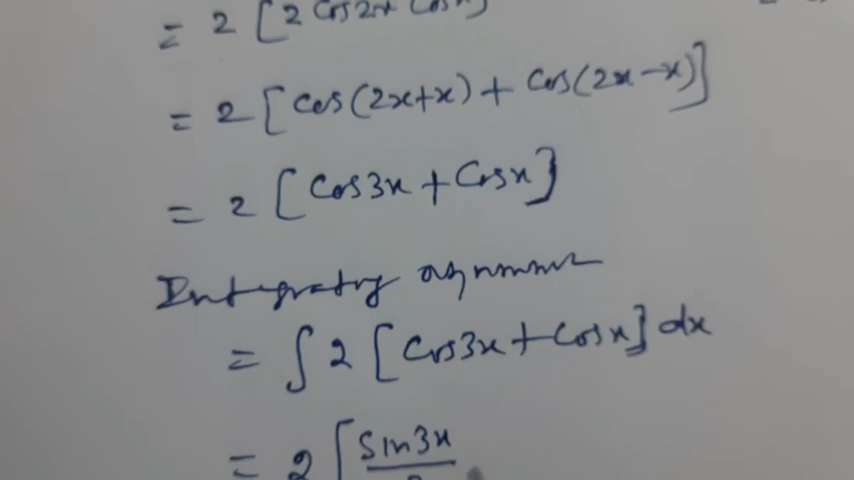 = 2 [2 Cos2x Cosx]
= 2 [Cos(2x+x) + Cos(2x-x)]
= 2 [Cos3x + Cosx]
Integrating
= ∫ 2 [Cos3x + Cosx] dx
= 2 [Sin3x